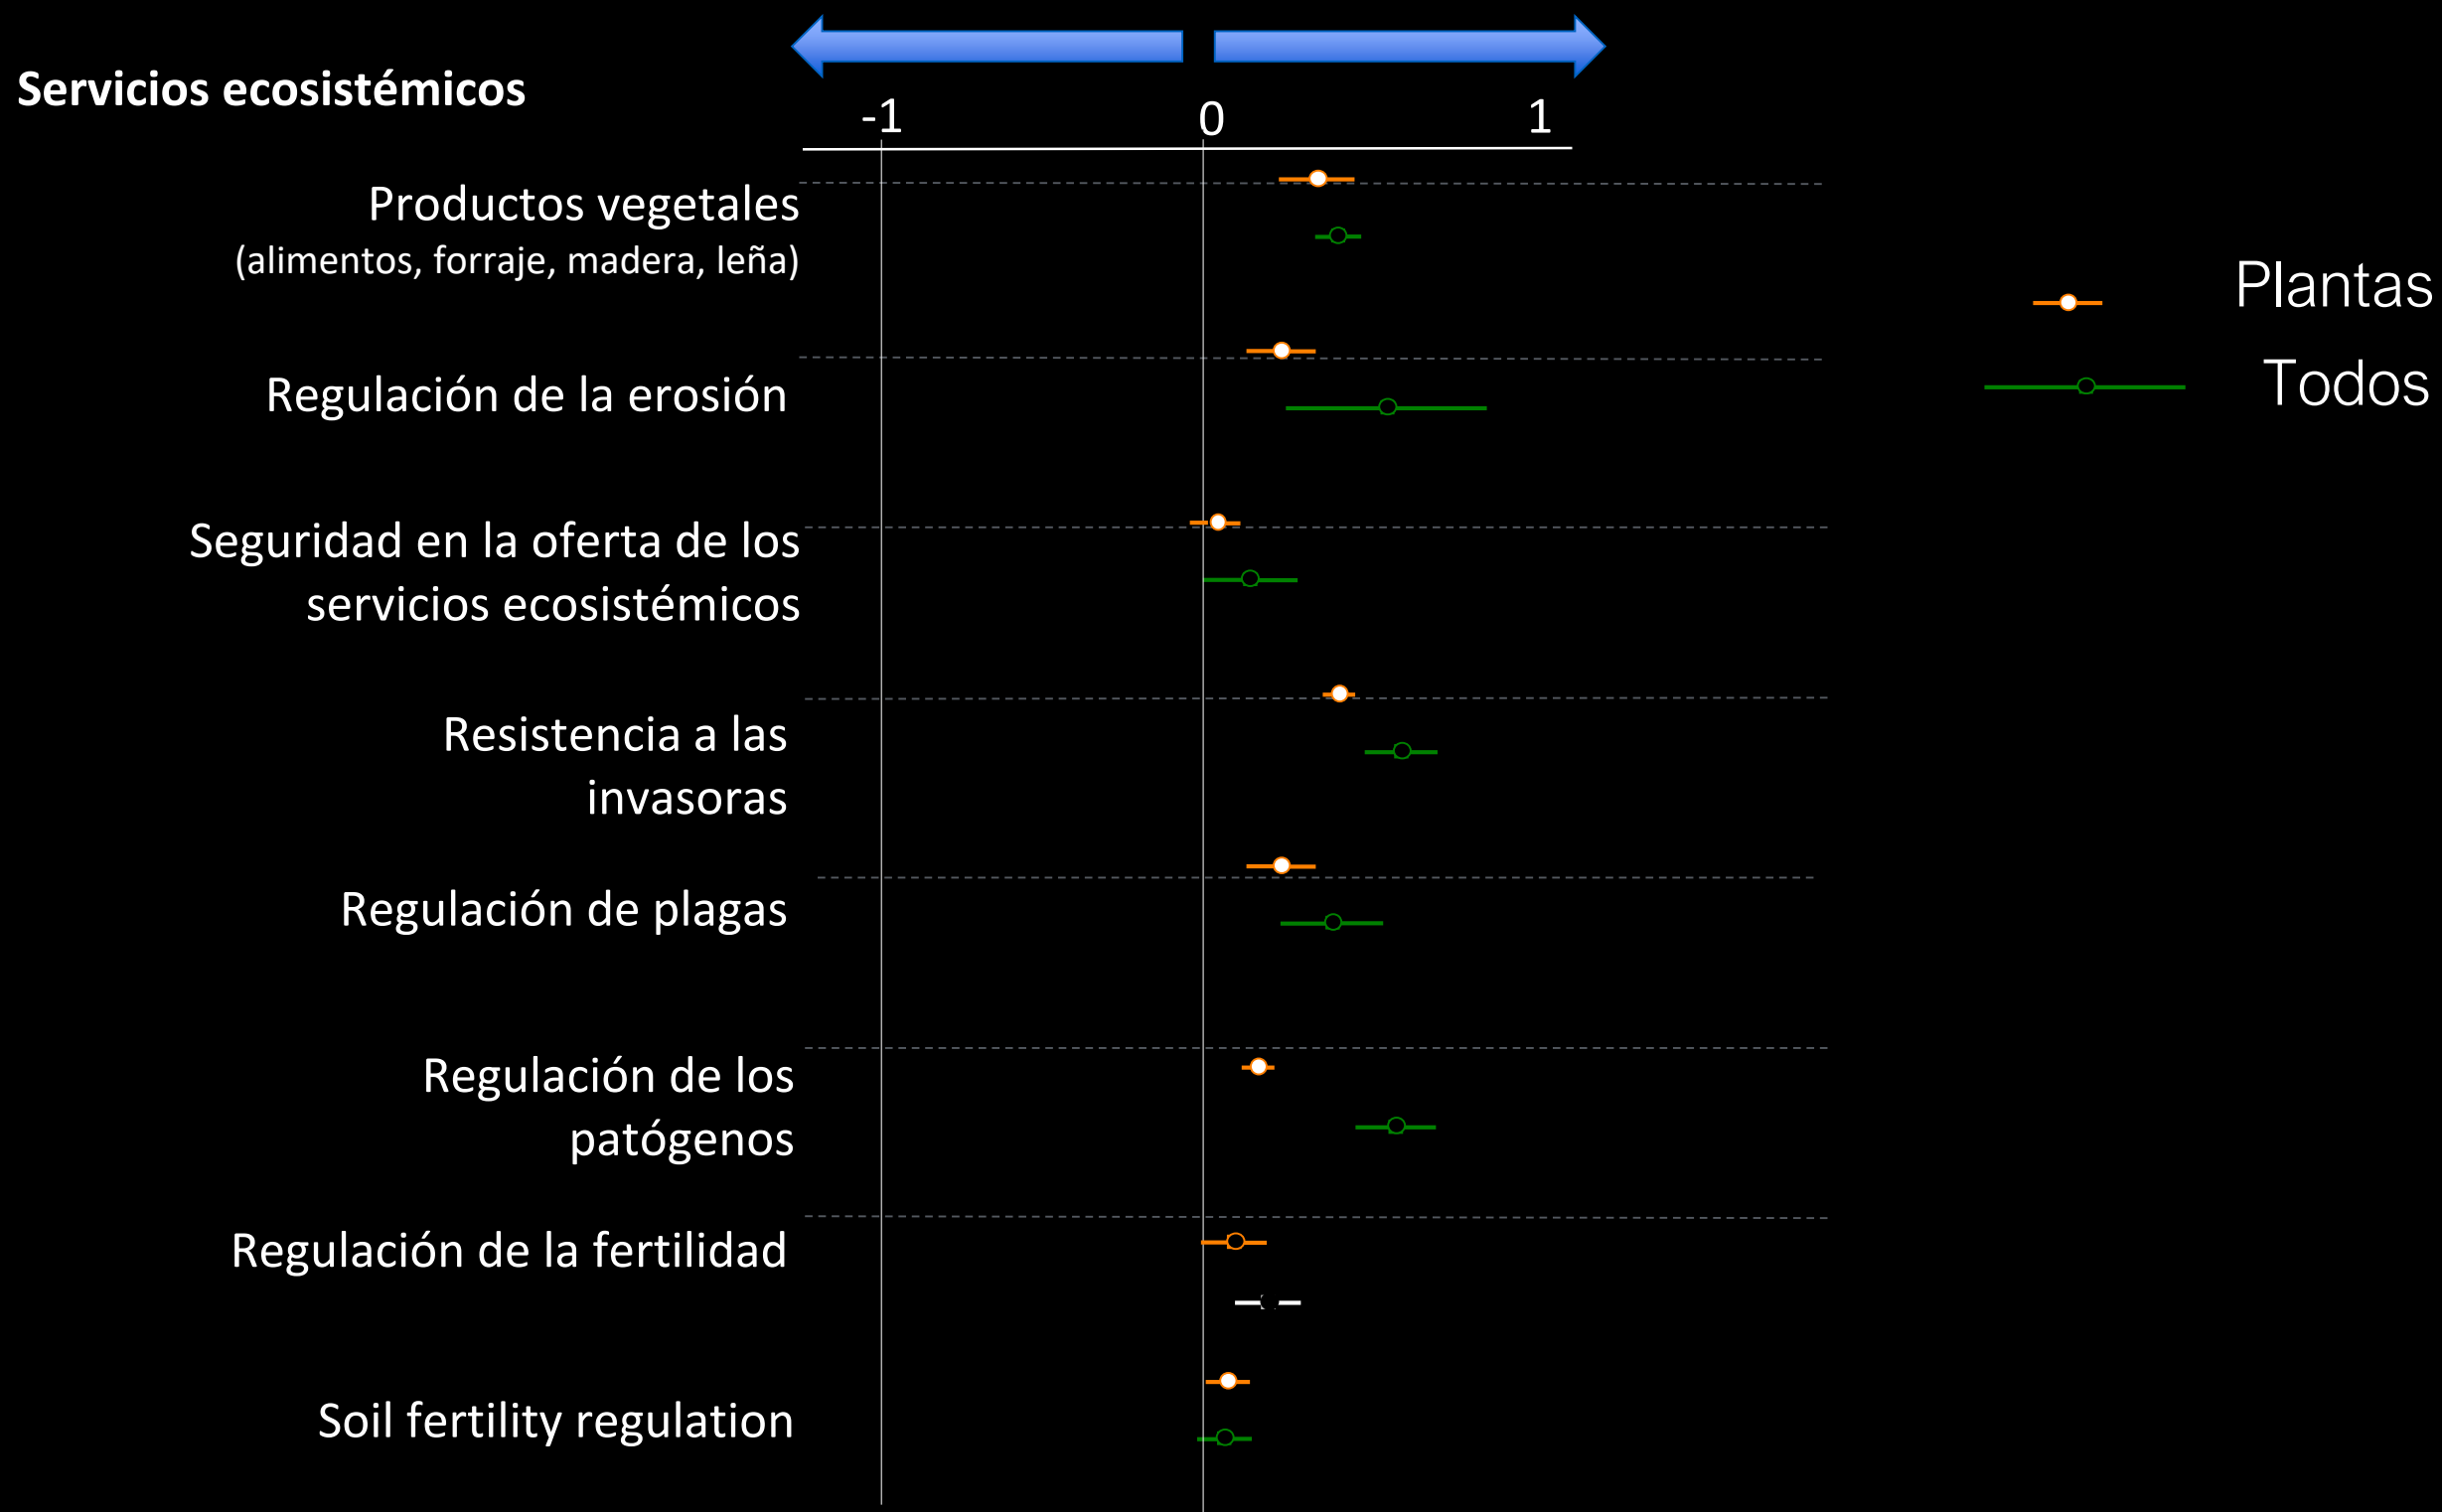 Servicios ecosistémicos
-1 0 1
Productos vegetales
(alimentos, forraje, madera, leña)
Plantas
Todos
Regulación de la erosión
Seguridad en la oferta de los
servicios ecosistémicos
Resistencia a las
invasoras
Regulación de plagas
Regulación de los
patógenos
Regulación de la fertilidad
Soil fertility regulation